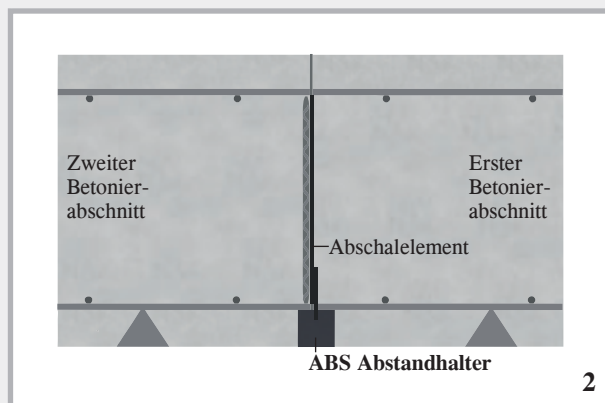 Zweiter
Betonier-
abschnitt
Erster
Betonier-
abschnitt
Abschalelement
ABS Abstandhalter
2